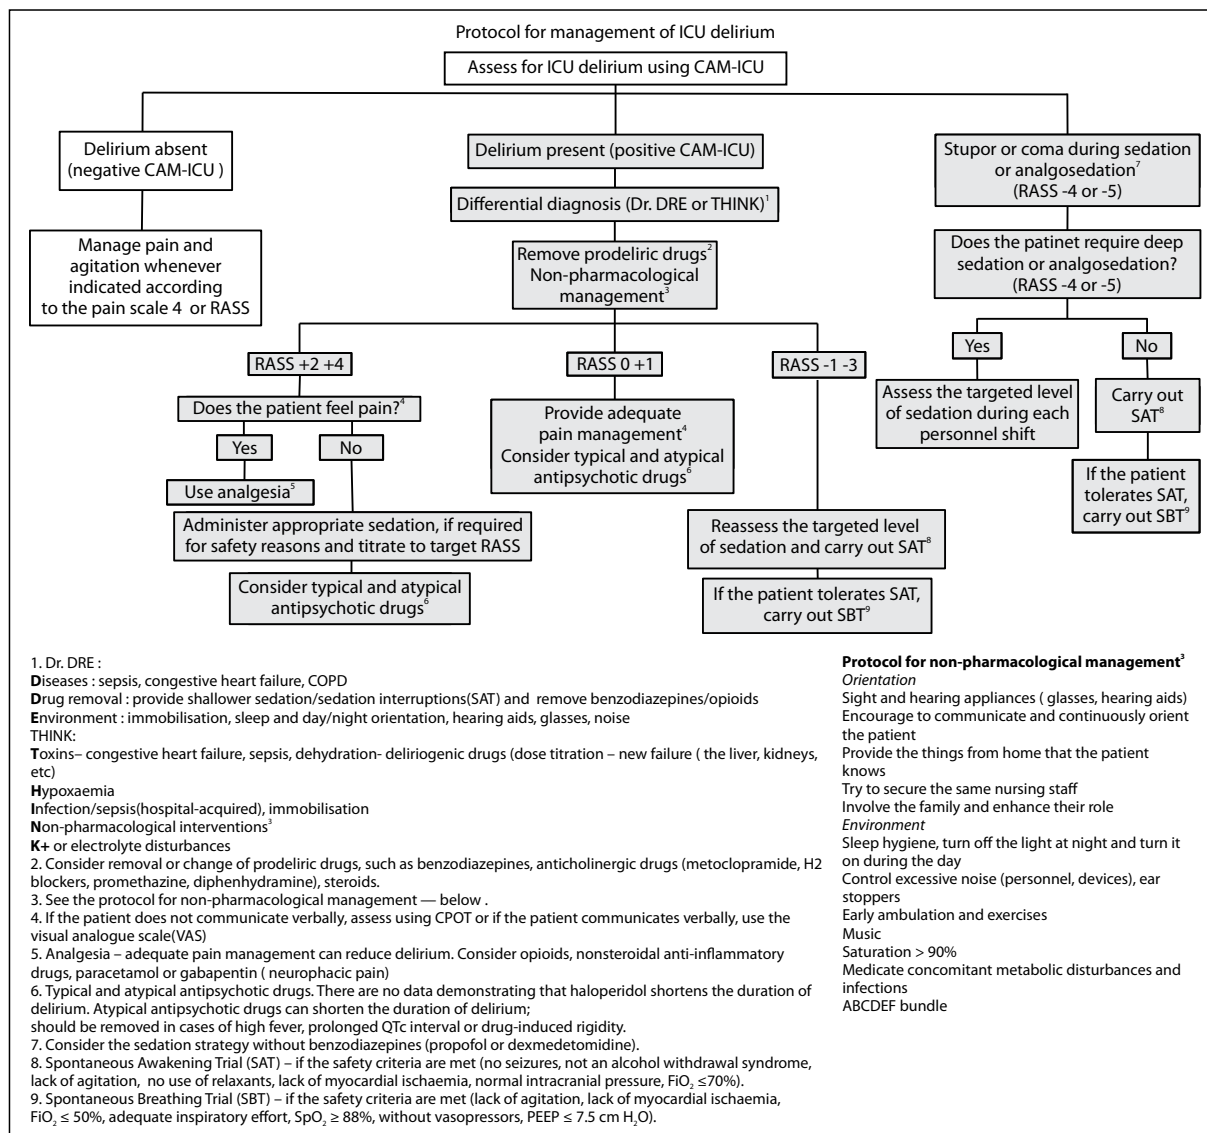 Protocol for management of ICU delirium
Assess for ICU delirium using CAM-ICU
Delirium absent
(negative CAM-ICU )
Manage pain and
agitation whenever
indicated according
to the pain scale 4 or RASS
Delirium present (positive CAM-ICU)
Differential diagnosis (Dr. DRE or THINK)¹
Remove prodeliric drugs²
Non-pharmacological
management³
RASS +2 +4
Does the patient feel pain?⁴
Yes
No
Use analgesia⁵
Administer appropriate sedation, if required
for safety reasons and titrate to target RASS
Consider typical and atypical
antipsychotic drugs⁶
RASS 0 +1
Provide adequate
pain management⁴
Consider typical and atypical
antipsychotic drugs⁶
RASS -1 -3
Reassess the targeted level
of sedation and carry out SAT⁸
If the patient tolerates SAT,
carry out SBT⁹
Stupor or coma during sedation
or analgosedation⁷
(RASS -4 or -5)
Does the patinet require deep
sedation or analgosedation?
(RASS -4 or -5)
Yes
No
Assess the targeted level
of sedation during each
personnel shift
Carry out
SAT⁸
If the patient
tolerates SAT,
carry out SBT⁹
1. Dr. DRE :
Diseases : sepsis, congestive heart failure, COPD
Drug removal : provide shallower sedation/sedation interruptions(SAT) and remove benzodiazepines/opioids
Environment : immobilisation, sleep and day/night orientation, hearing aids, glasses, noise
THINK:
Toxins– congestive heart failure, sepsis, dehydration- deliriogenic drugs (dose titration – new failure ( the liver, kidneys,
etc)
Hypoxaemia
Infection/sepsis(hospital-acquired), immobilisation
Non-pharmacological interventions³
K+ or electrolyte disturbances
2. Consider removal or change of prodeliric drugs, such as benzodiazepines, anticholinergic drugs (metoclopramide, H2
blockers, promethazine, diphenhydramine), steroids.
3. See the protocol for non-pharmacological management — below .
4. If the patient does not communicate verbally, assess using CPOT or if the patient communicates verbally, use the
visual analogue scale(VAS)
5. Analgesia – adequate pain management can reduce delirium. Consider opioids, nonsteroidal anti-inflammatory
drugs, paracetamol or gabapentin ( neurophacic pain)
6. Typical and atypical antipsychotic drugs. There are no data demonstrating that haloperidol shortens the duration of
delirium. Atypical antipsychotic drugs can shorten the duration of delirium;
should be removed in cases of high fever, prolonged QTc interval or drug-induced rigidity.
7. Consider the sedation strategy without benzodiazepines (propofol or dexmedetomidine).
8. Spontaneous Awakening Trial (SAT) – if the safety criteria are met (no seizures, not an alcohol withdrawal syndrome,
lack of agitation, no use of relaxants, lack of myocardial ischaemia, normal intracranial pressure, FiO₂ ≤70%).
9. Spontaneous Breathing Trial (SBT) – if the safety criteria are met (lack of agitation, lack of myocardial ischaemia,
FiO₂ ≤ 50%, adequate inspiratory effort, SpO₂ ≥ 88%, without vasopressors, PEEP ≤ 7.5 cm H₂O).
Protocol for non-pharmacological management³
Orientation
Sight and hearing appliances ( glasses, hearing aids)
Encourage to communicate and continuously orient
the patient
Provide the things from home that the patient
knows
Try to secure the same nursing staff
Involve the family and enhance their role
Environment
Sleep hygiene, turn off the light at night and turn it
on during the day
Control excessive noise (personnel, devices), ear
stoppers
Early ambulation and exercises
Music
Saturation > 90%
Medicate concomitant metabolic disturbances and
infections
ABCDEF bundle